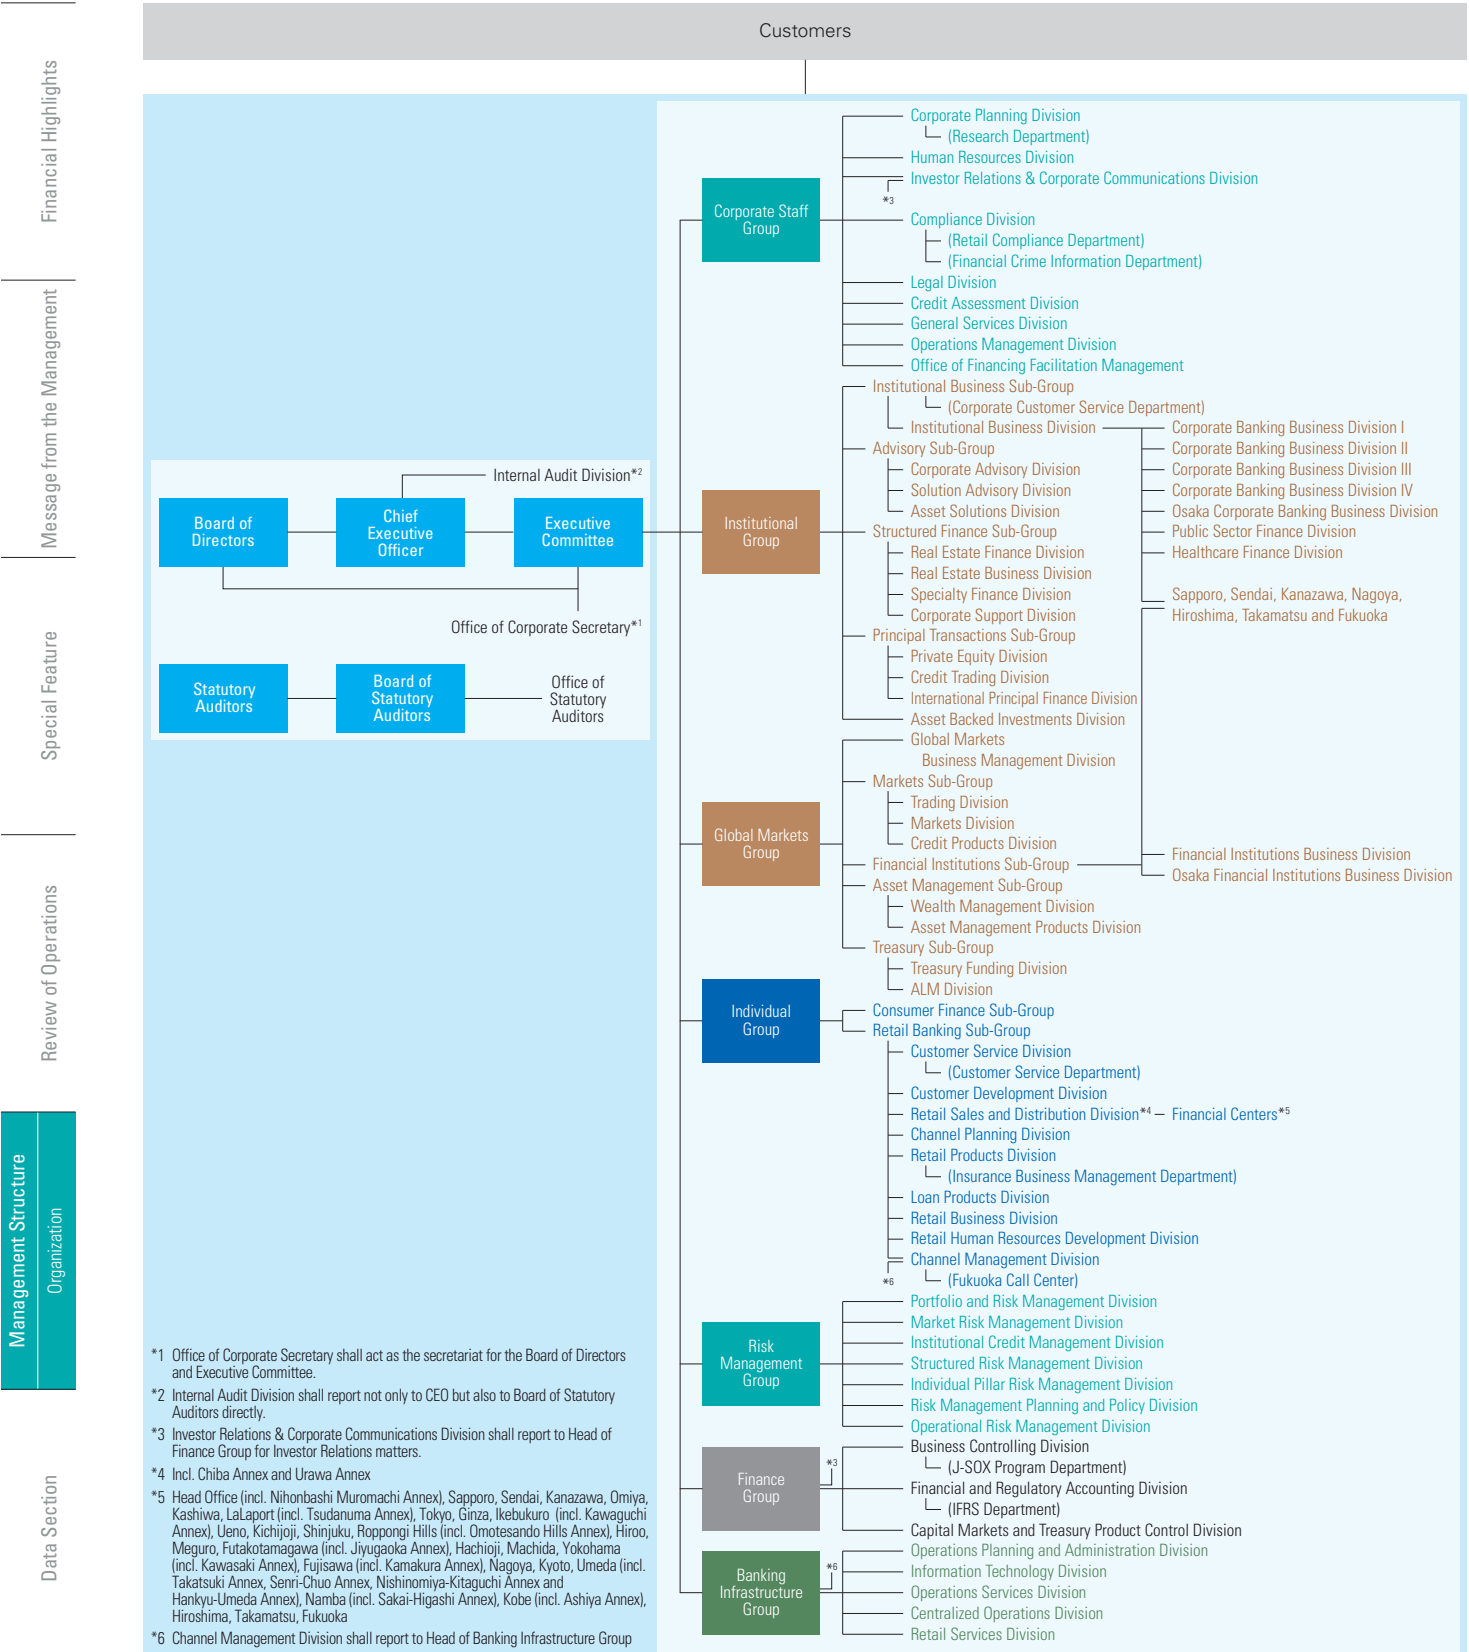 Financial Highlights
Message from the Management
Special Feature
Review of Operations
Management Structure
Organization
Data Section
Customers
Board of
Directors
Chief
Executive
Officer
Executive
Committee
Internal Audit Division*2
Office of Corporate Secretary*1
Statutory
Auditors
Board of
Statutory
Auditors
Office of
Statutory
Auditors
Corporate Staff
Group
Corporate Planning Division
(Research Department)
Human Resources Division
Investor Relations & Corporate Communications Division
*3
Compliance Division
(Retail Compliance Department)
(Financial Crime Information Department)
Legal Division
Credit Assessment Division
General Services Division
Operations Management Division
Office of Financing Facilitation Management
Institutional
Group
Institutional Business Sub-Group
(Corporate Customer Service Department)
Institutional Business Division
Corporate Banking Business Division I
Corporate Banking Business Division II
Corporate Banking Business Division III
Corporate Banking Business Division IV
Osaka Corporate Banking Business Division
Public Sector Finance Division
Healthcare Finance Division
Sapporo, Sendai, Kanazawa, Nagoya,
Hiroshima, Takamatsu and Fukuoka
Advisory Sub-Group
Corporate Advisory Division
Solution Advisory Division
Asset Solutions Division
Structured Finance Sub-Group
Real Estate Finance Division
Real Estate Business Division
Specialty Finance Division
Corporate Support Division
Principal Transactions Sub-Group
Private Equity Division
Credit Trading Division
International Principal Finance Division
Asset Backed Investments Division
Global Markets
Group
Global Markets
Business Management Division
Markets Sub-Group
Trading Division
Markets Division
Credit Products Division
Financial Institutions Sub-Group
Financial Institutions Business Division
Osaka Financial Institutions Business Division
Asset Management Sub-Group
Wealth Management Division
Asset Management Products Division
Treasury Sub-Group
Treasury Funding Division
ALM Division
Individual
Group
Consumer Finance Sub-Group
Retail Banking Sub-Group
Customer Service Division
(Customer Service Department)
Customer Development Division
Retail Sales and Distribution Division*4
Financial Centers*5
Channel Planning Division
Retail Products Division
(Insurance Business Management Department)
Loan Products Division
Retail Business Division
Retail Human Resources Development Division
Channel Management Division
*6
(Fukuoka Call Center)
Risk
Management
Group
Portfolio and Risk Management Division
Market Risk Management Division
Institutional Credit Management Division
Structured Risk Management Division
Individual Pillar Risk Management Division
Risk Management Planning and Policy Division
Operational Risk Management Division
Finance
Group
*3
Business Controlling Division
(J-SOX Program Department)
Financial and Regulatory Accounting Division
(IFRS Department)
Capital Markets and Treasury Product Control Division
Banking
Infrastructure
Group
*6
Operations Planning and Administration Division
Information Technology Division
Operations Services Division
Centralized Operations Division
Retail Services Division
*1 Office of Corporate Secretary shall act as the secretariat for the Board of Directors
and Executive Committee.
*2 Internal Audit Division shall report not only to CEO but also to Board of Statutory
Auditors directly.
*3 Investor Relations & Corporate Communications Division shall report to Head of
Finance Group for Investor Relations matters.
*4 Incl. Chiba Annex and Urawa Annex
*5 Head Office (incl. Nihonbashi Muromachi Annex), Sapporo, Sendai, Kanazawa, Omiya,
Kashiwa, LaLaport (incl. Tsudanuma Annex), Tokyo, Ginza, Ikebukuro (incl. Kawaguchi
Annex), Ueno, Kichijoji, Shinjuku, Roppongi Hills (incl. Omotesando Hills Annex), Hiroo,
Meguro, Futakotamagawa (incl. Jiyugaoka Annex), Hachioji, Machida, Yokohama
(incl. Kawasaki Annex), Fujisawa (incl. Kamakura Annex), Nagoya, Kyoto, Umeda (incl.
Takatsuki Annex, Senri-Chuo Annex, Nishinomiya-Kitaguchi Annex and
Hankyu-Umeda Annex), Namba (incl. Sakai-Higashi Annex), Kobe (incl. Ashiya Annex),
Hiroshima, Takamatsu, Fukuoka
*6 Channel Management Division shall report to Head of Banking Infrastructure Group